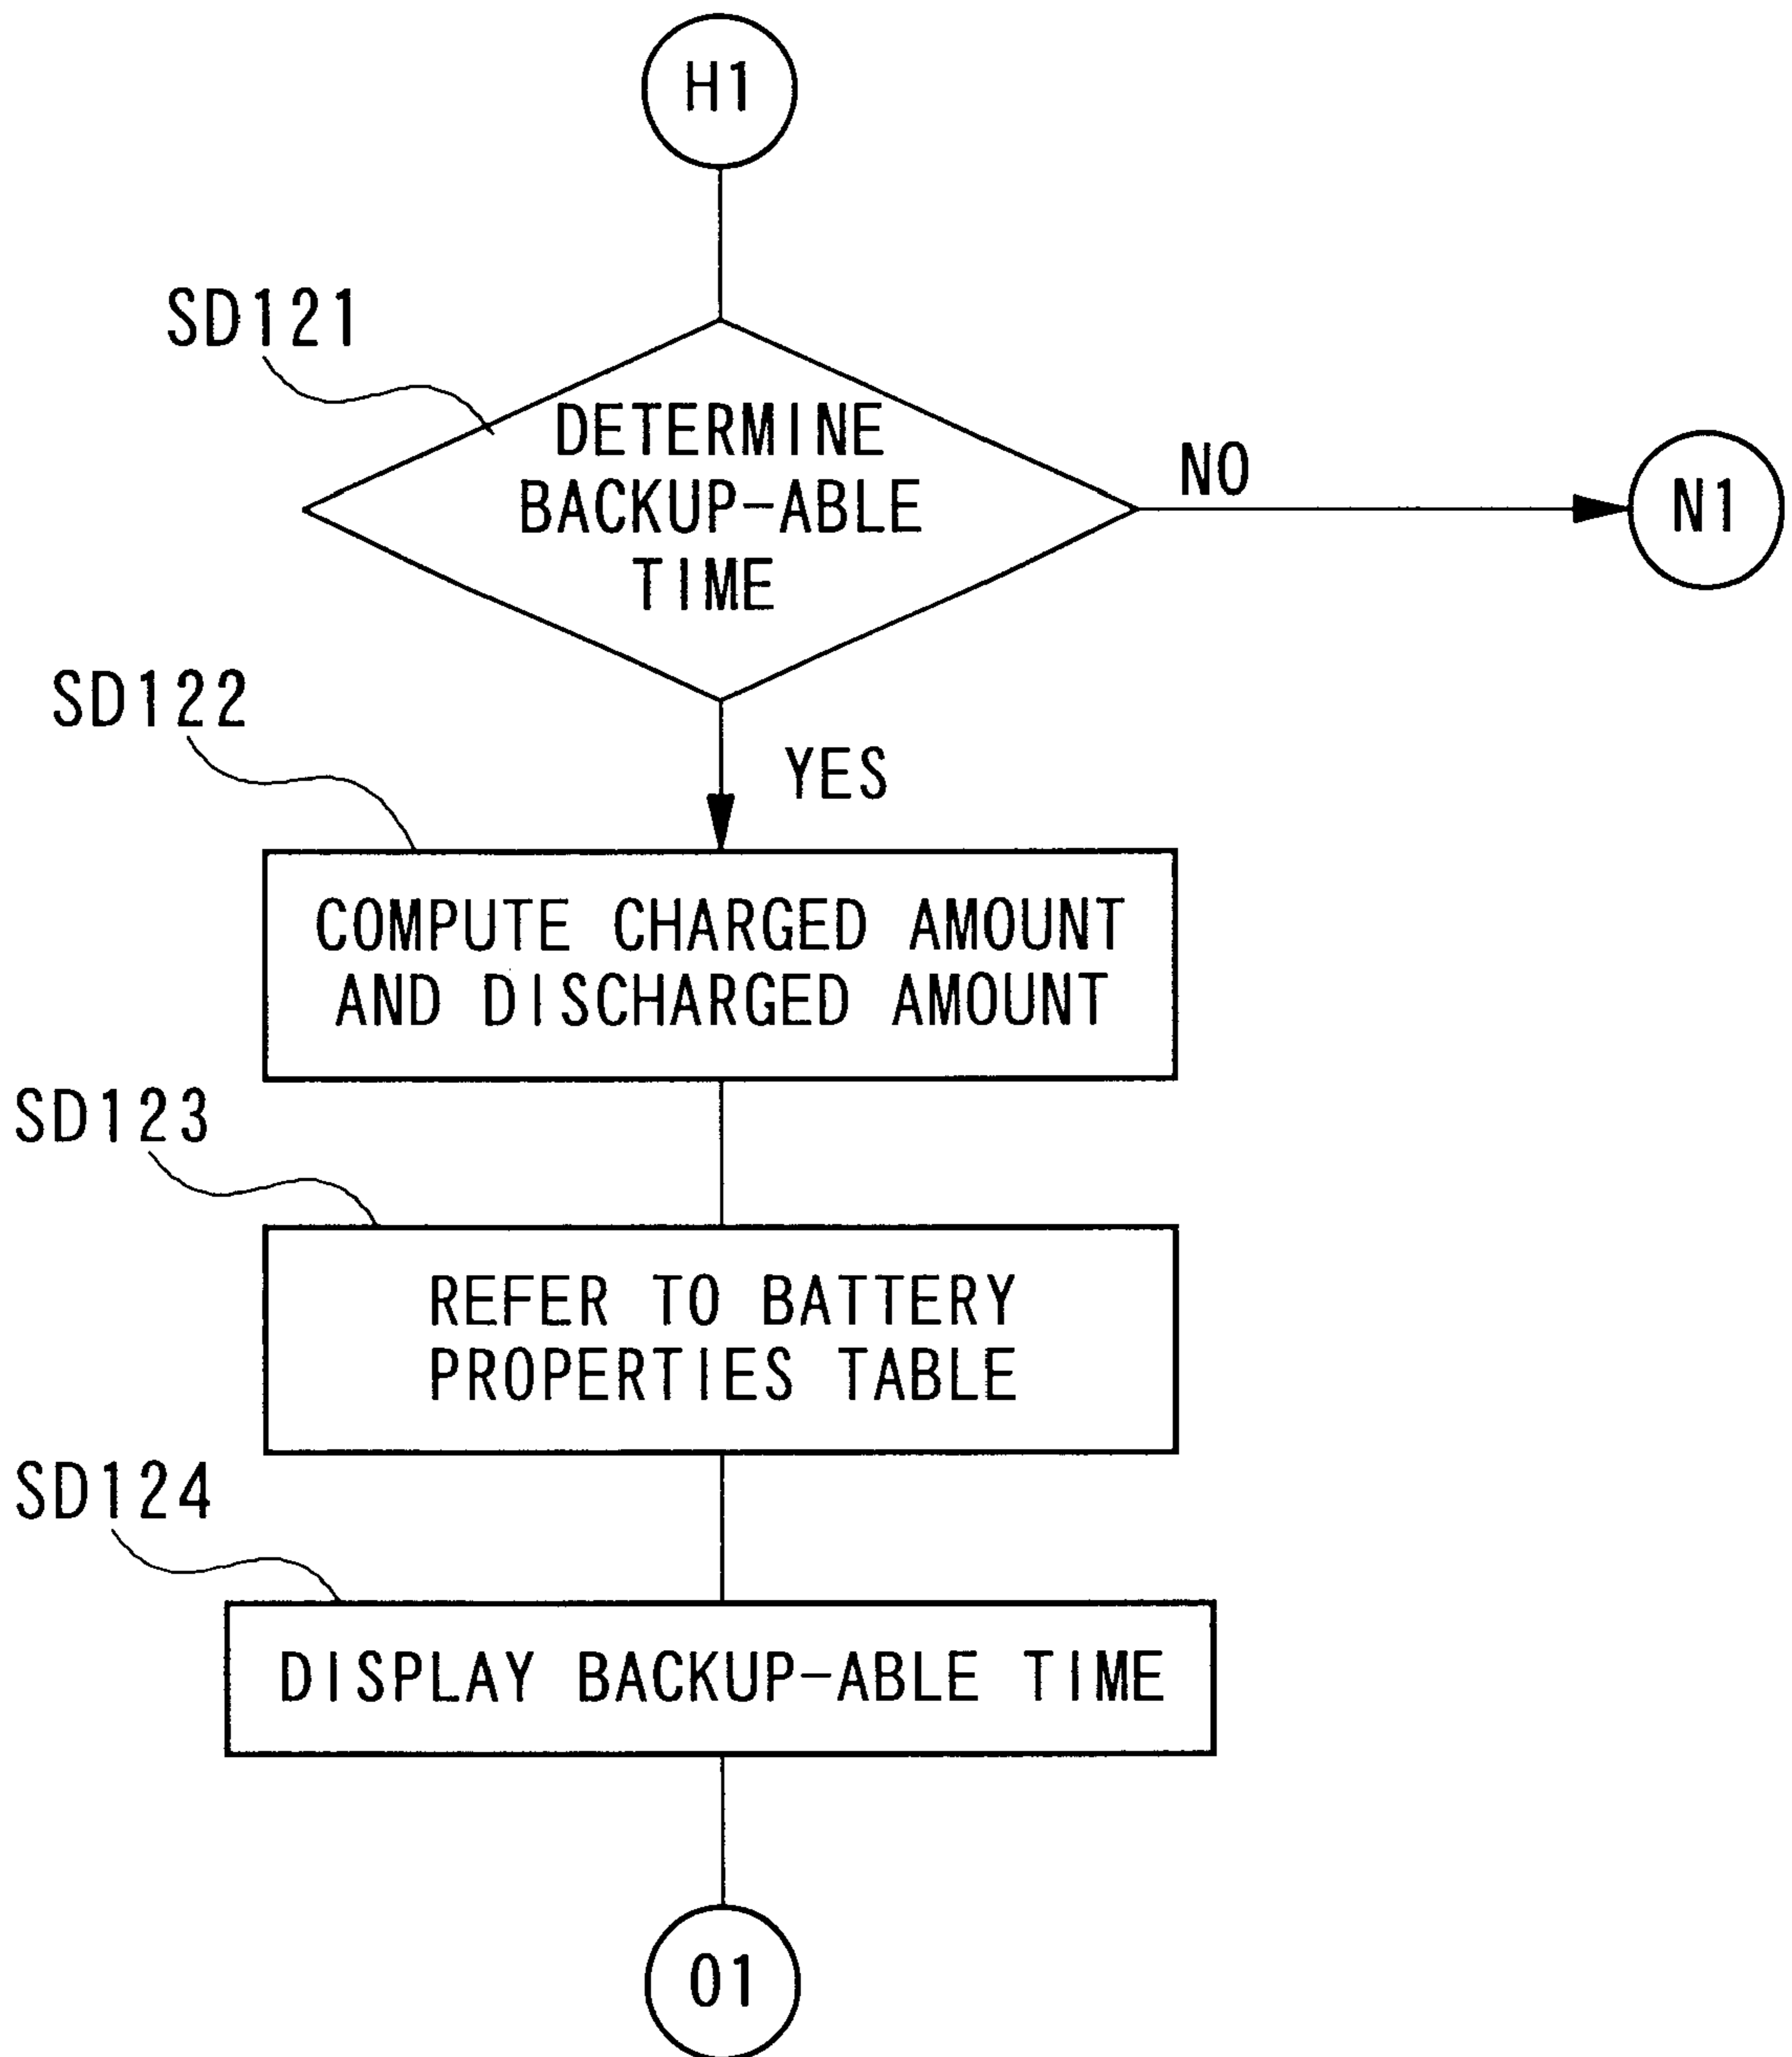 H1
SD121
DETERMINE
BACKUP-ABLE
TIME
NO
N1
SD122
YES
COMPUTE CHARGED AMOUNT
AND DISCHARGED AMOUNT
SD123
REFER TO BATTERY
PROPERTIES TABLE
SD124
DISPLAY BACKUP-ABLE TIME
O1